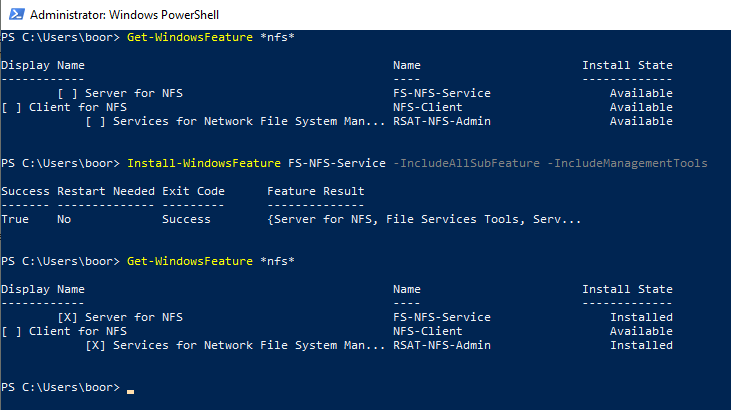 Administrator: Windows PowerShell
PS C:\Users\boor> Get-WindowsFeature *nfs*
Display Name                                            Name                       Install State
------------                                            ----                       -------------
        [ ] Server for NFS                              FS-NFS-Service                 Available
[ ] Client for NFS                                      NFS-Client                     Available
            [ ] Services for Network File System Man... RSAT-NFS-Admin                 Available
PS C:\Users\boor> Install-WindowsFeature FS-NFS-Service -IncludeAllSubFeature -IncludeManagementTools
Success Restart Needed Exit Code      Feature Result
------- -------------- ---------      --------------
True    No             Success        {Server for NFS, File Services Tools, Serv...
PS C:\Users\boor> Get-WindowsFeature *nfs*
Display Name                                            Name                       Install State
------------                                            ----                       -------------
        [X] Server for NFS                              FS-NFS-Service                 Installed
[ ] Client for NFS                                      NFS-Client                     Available
            [X] Services for Network File System Man... RSAT-NFS-Admin                 Installed
PS C:\Users\boor>